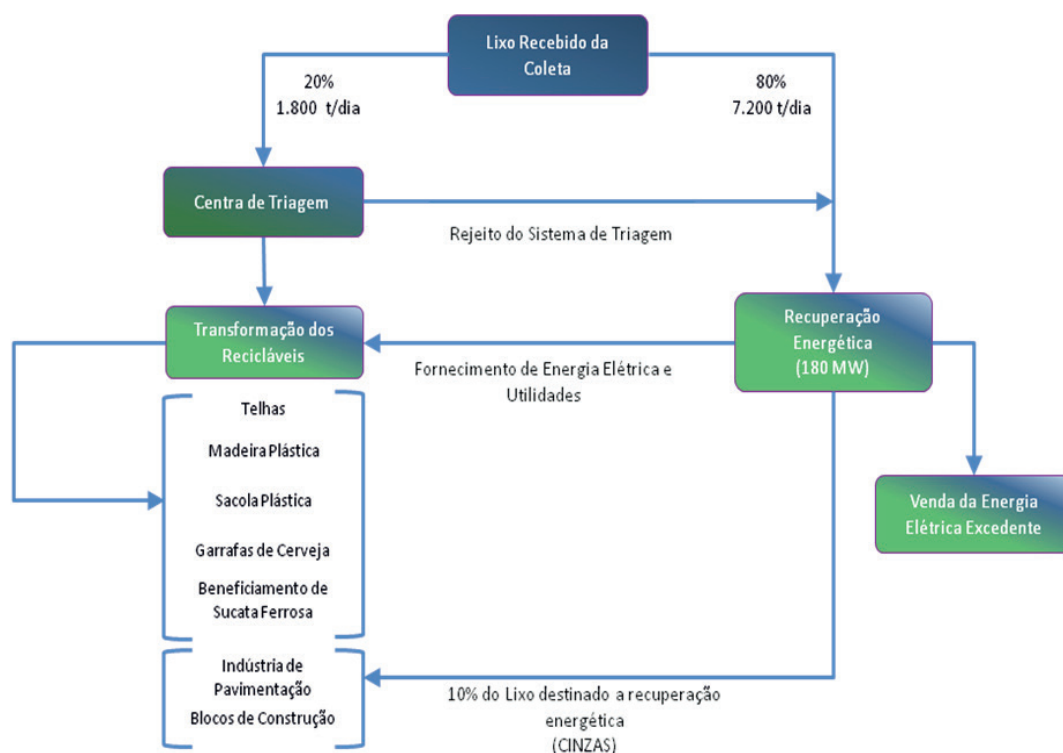 Lixo Recebido da
Coleta
20%
1.800 t/dia
80%
7.200 t/dia
Centra de Triagem
Rejeito do Sistema de Triagem
Transformação dos
Recicláveis
Recuperação
Energética
(180 MW)
Fornecimento de Energia Elétrica e
Utilidades
Telhas
Madeira Plástica
Sacola Plástica
Garrafas de Cerveja
Beneficiamento de
Sucata Ferrosa
Venda da Energia
Elétrica Excedente
Indústria de
Pavimentação
Blocos de Construção
10% do Lixo destinado a recuperação
energética
(CINZAS)